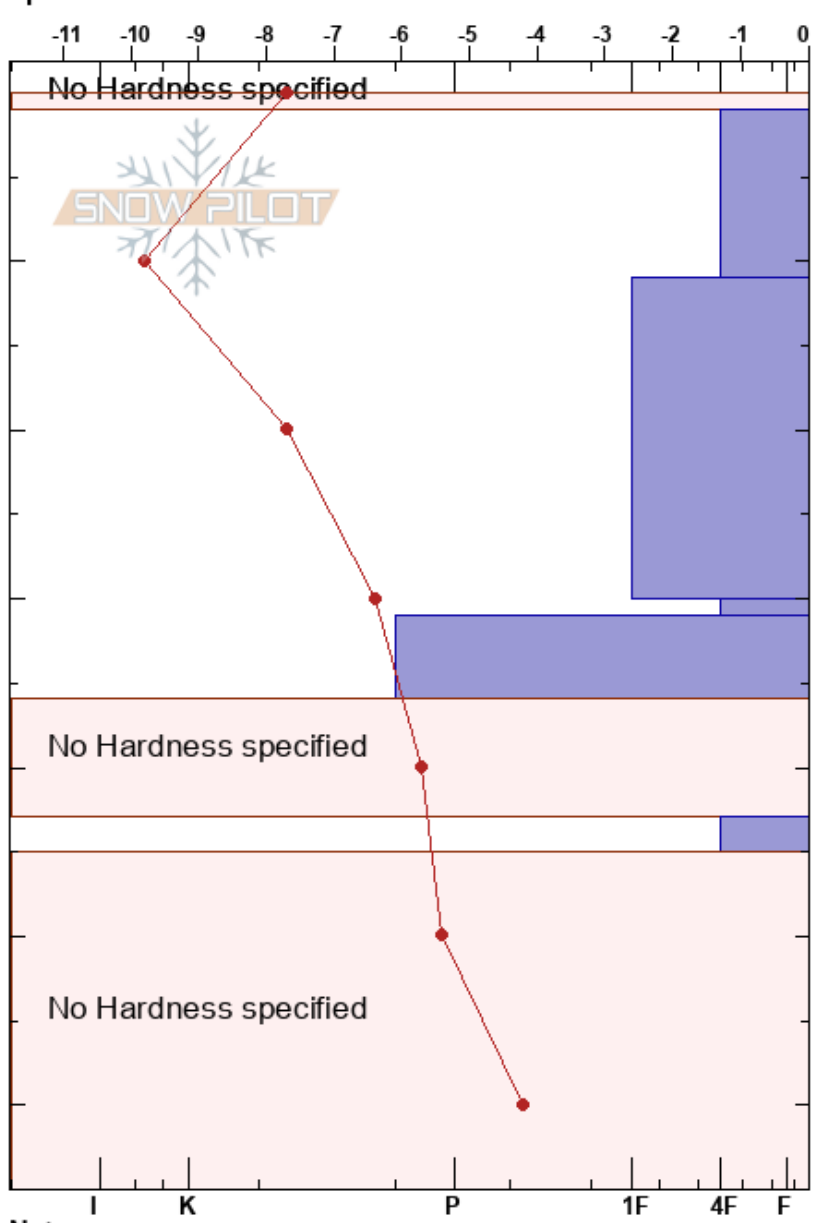 -11 -10 -9 -8 -7 -6 -5 -4 -3 -2 -1 0
No Hardness specified
SNOW PILOT
No Hardness specified
No Hardness specified
I K P 1F 4F F